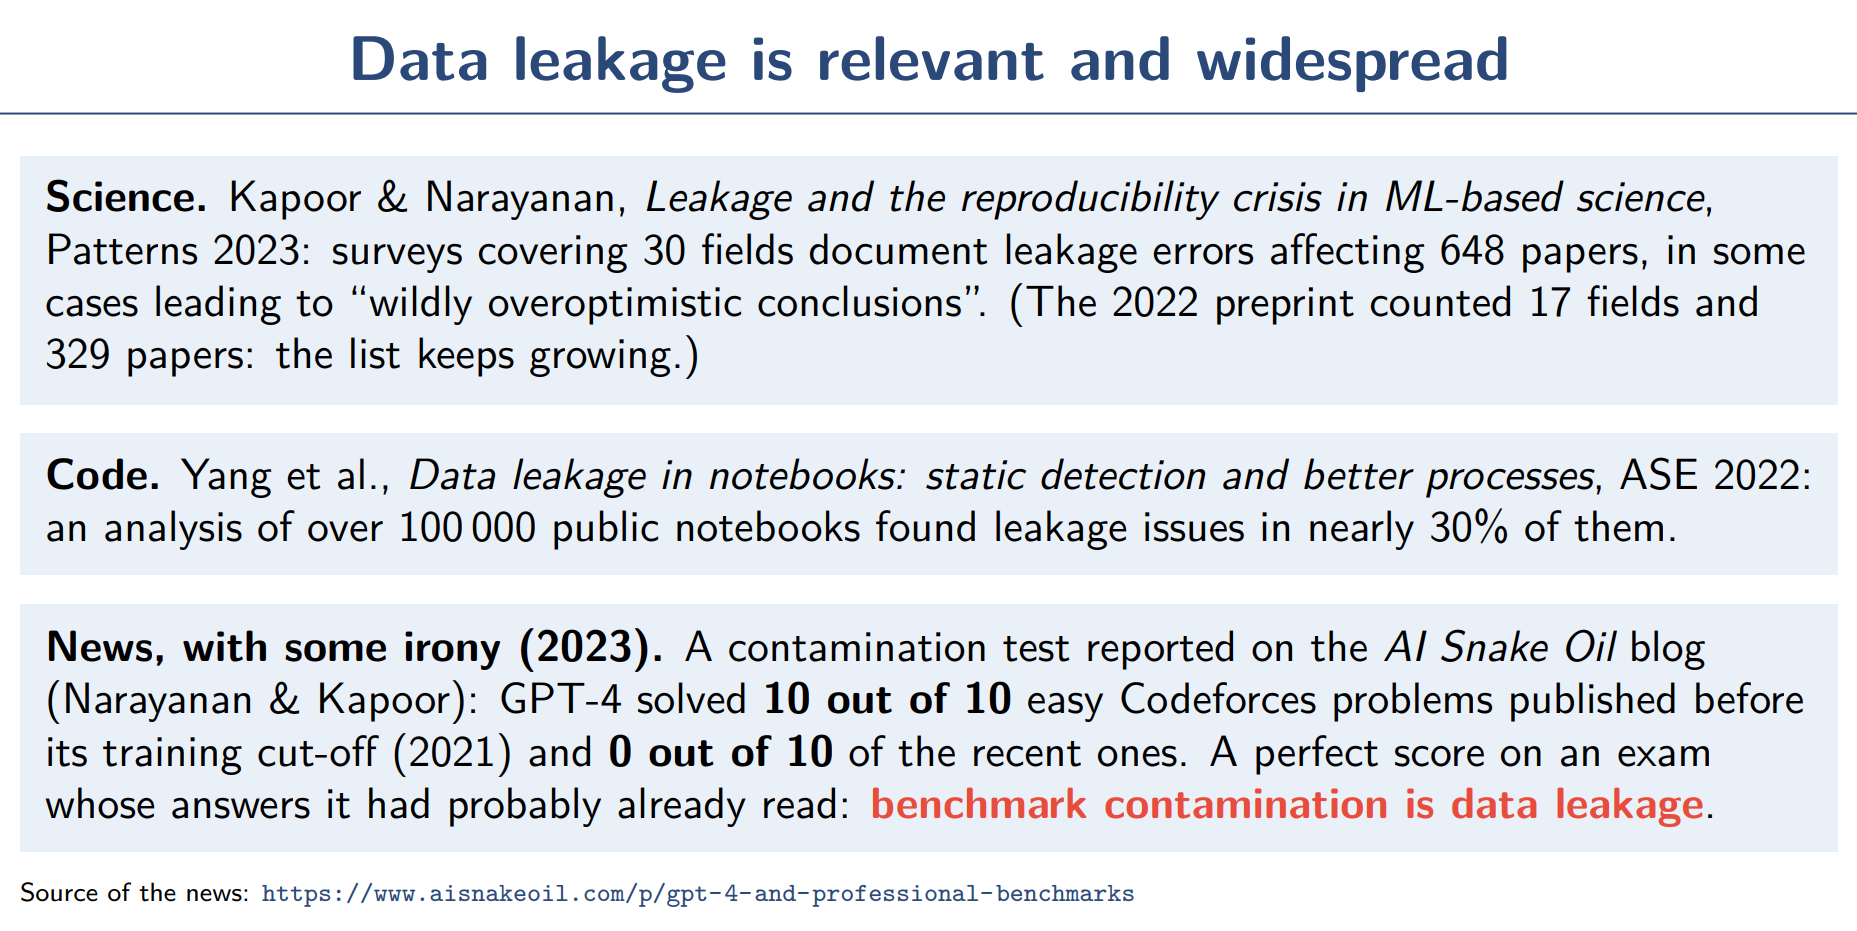 Data leakage is relevant and widespread
Science. Kapoor & Narayanan, Leakage and the reproducibility crisis in ML-based science,
Patterns 2023: surveys covering 30 fields document leakage errors affecting 648 papers, in some
cases leading to “wildly overoptimistic conclusions”. (The 2022 preprint counted 17 fields and
329 papers: the list keeps growing.)
Code. Yang et al., Data leakage in notebooks: static detection and better processes, ASE 2022:
an analysis of over 100 000 public notebooks found leakage issues in nearly 30% of them.
News, with some irony (2023). A contamination test reported on the AI Snake Oil blog
(Narayanan & Kapoor): GPT-4 solved 10 out of 10 easy Codeforces problems published before
its training cut-off (2021) and 0 out of 10 of the recent ones. A perfect score on an exam
whose answers it had probably already read: benchmark contamination is data leakage.
Source of the news: https://www.aisnakeoil.com/p/gpt-4-and-professional-benchmarks